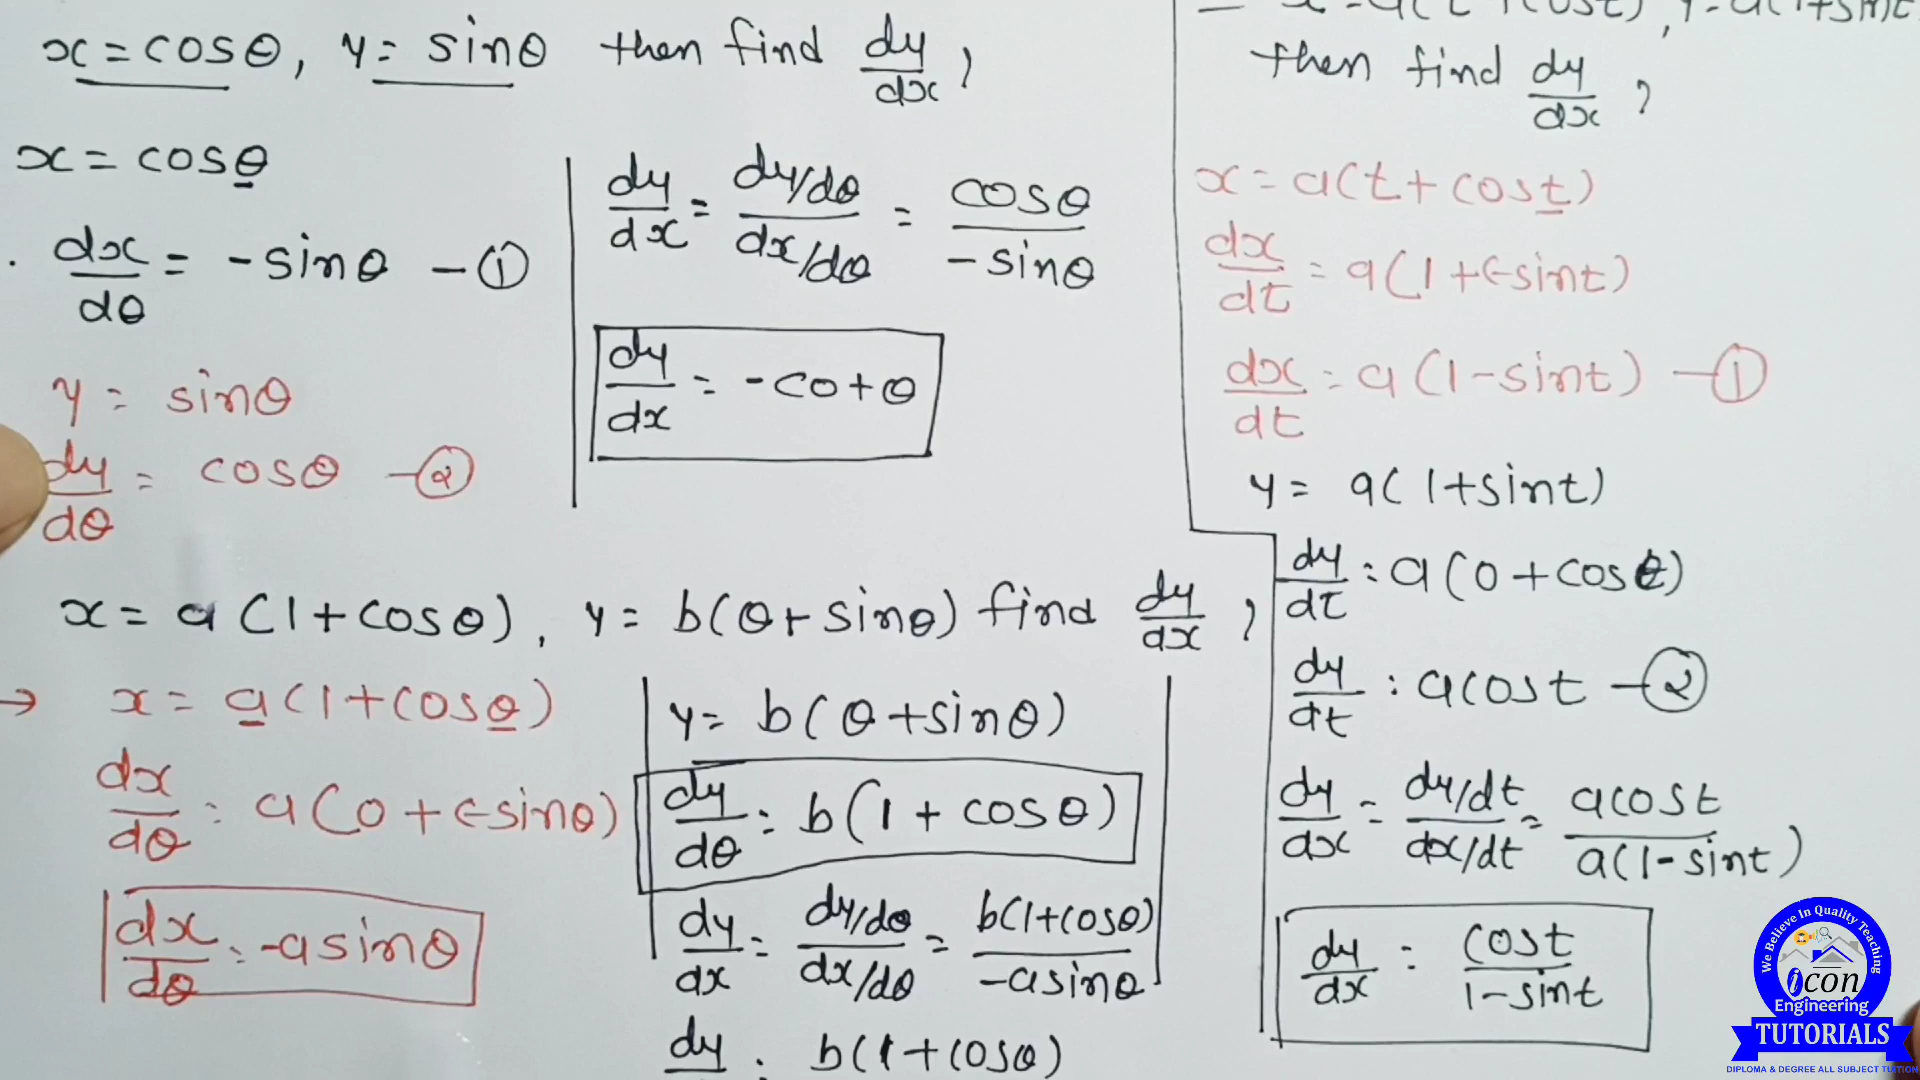 x = cosθ, y = sinθ then find dy/dx ?
x = cosθ
dx/dθ = -sinθ - ①
y = sinθ
dy/dθ = cosθ - ②
dy/dx = dy/dθ / dx/dθ = cosθ / -sinθ
dy/dx = -cotθ
x = a(1+cosθ), y = b(θ+sinθ) find dy/dx ?
→ x = a(1+cosθ)
dx/dθ = a(0+(-sinθ)
dx/dθ = -asinθ
y = b(θ+sinθ)
dy/dθ = b(1+cosθ)
dy/dx = dy/dθ / dx/dθ = b(1+cosθ) / -asinθ
dy b(1+cosθ)
x = a(t+cost), y = a(1+sint
then find dy/dx ?
x = a(t+cost)
dx/dt = a(1+(-sint)
dx/dt = a(1-sint) - ①
y = a(1+sint)
dy/dt = a(0+cost)
dy/dt = acost - ②
dy/dx = dy/dt / dx/dt = acost / a(1-sint)
dy/dx = cost / 1-sint
We Believe In Quality Teaching
icon
Engineering
TUTORIALS
DIPLOMA & DEGREE ALL SUBJECT TUITION